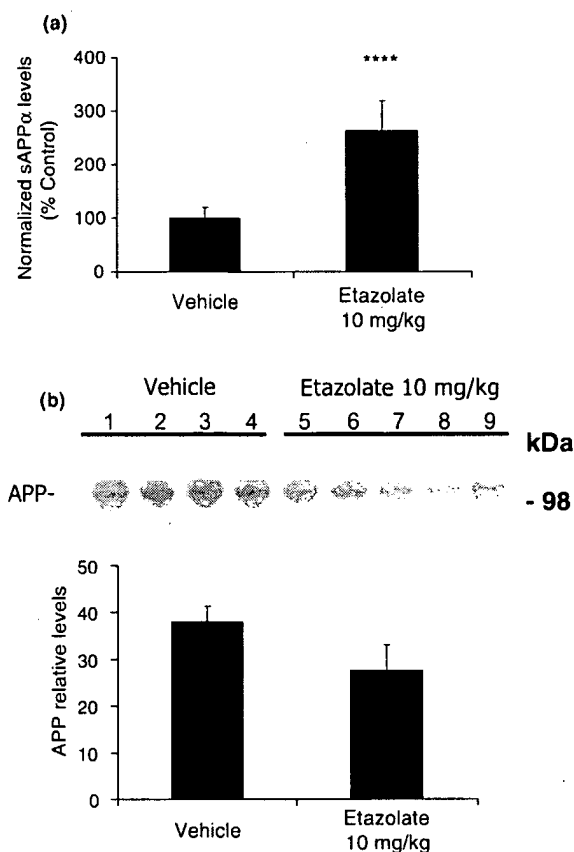 (a)
Normalized sAPPα levels
(% Control)
400
300
200
100
0
****
Vehicle
Etazolate
10 mg/kg
(b)
Vehicle
Etazolate 10 mg/kg
1 2 3 4 5 6 7 8 9
kDa
APP-
- 98
APP relative levels
50
40
30
20
10
0
Vehicle
Etazolate
10 mg/kg